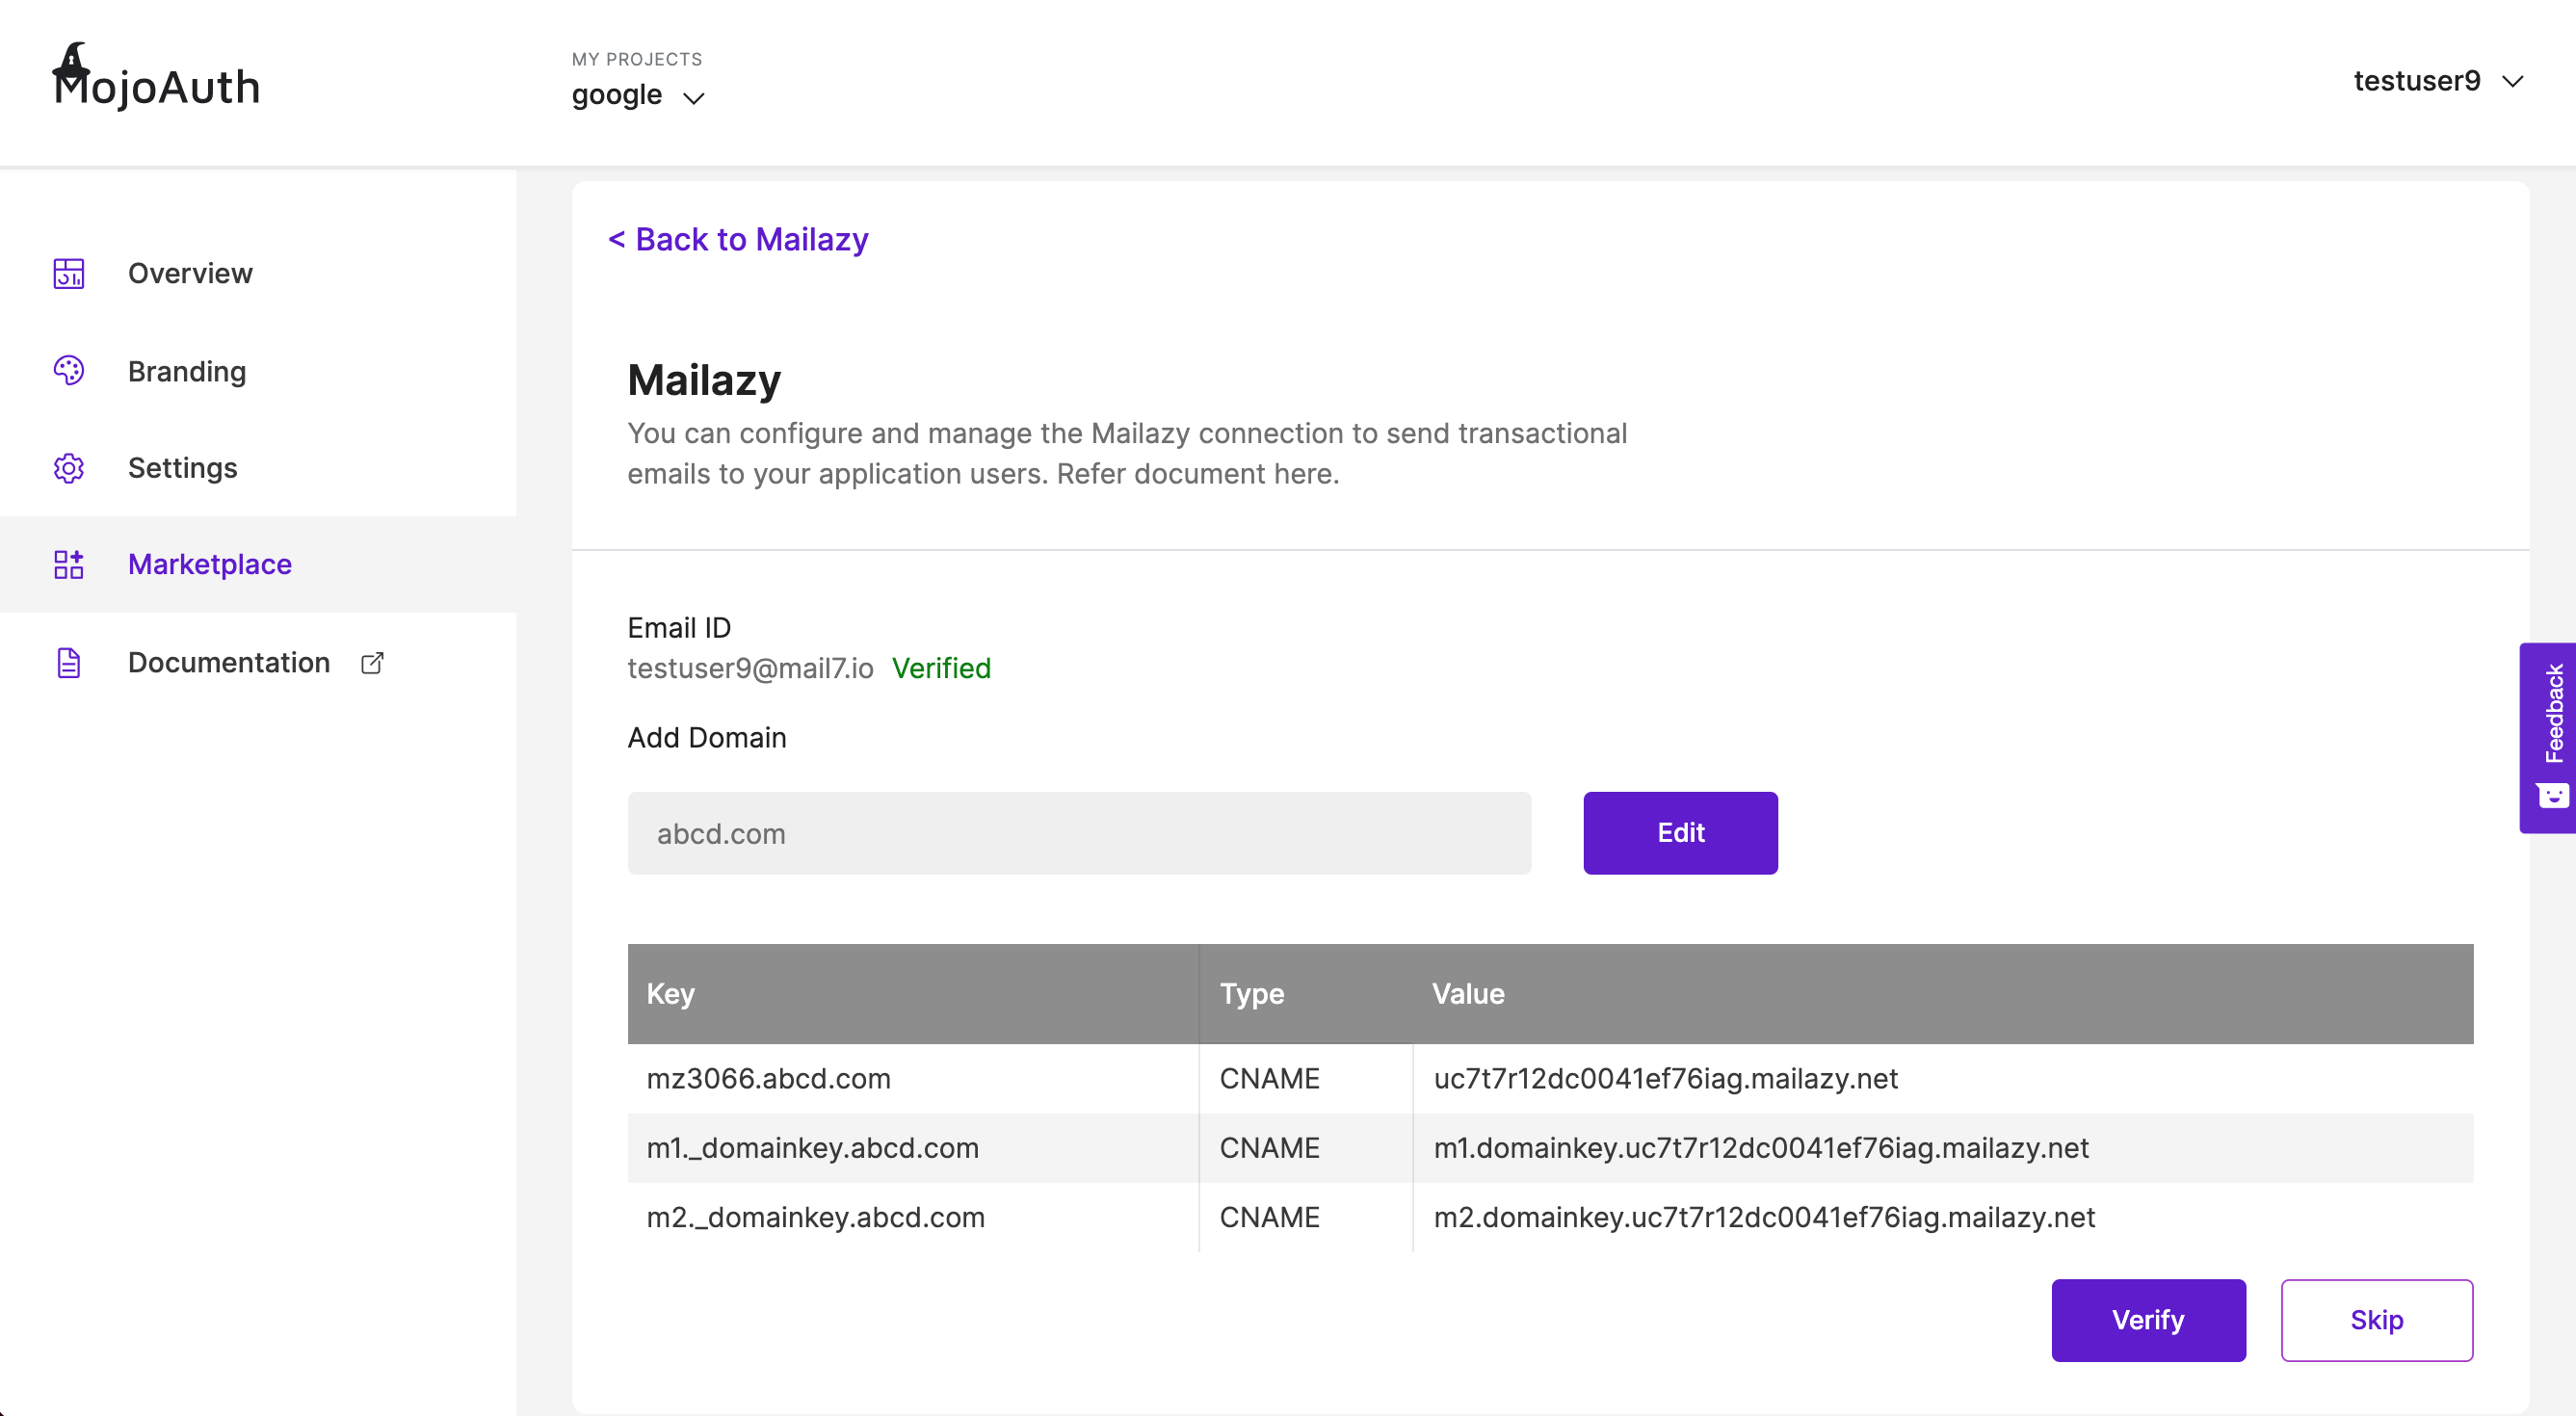 MojoAuth
MY PROJECTS
google
testuser9
Overview
Branding
Settings
Marketplace
Documentation
< Back to Mailazy
Mailazy
You can configure and manage the Mailazy connection to send transactional
emails to your application users. Refer document here.
Email ID
testuser9@mail7.io Verified
Add Domain
abcd.com
Edit
Key Type Value
mz3066.abcd.com CNAME uc7t7r12dc0041ef76iag.mailazy.net
m1._domainkey.abcd.com CNAME m1.domainkey.uc7t7r12dc0041ef76iag.mailazy.net
m2._domainkey.abcd.com CNAME m2.domainkey.uc7t7r12dc0041ef76iag.mailazy.net
Verify
Skip
Feedback